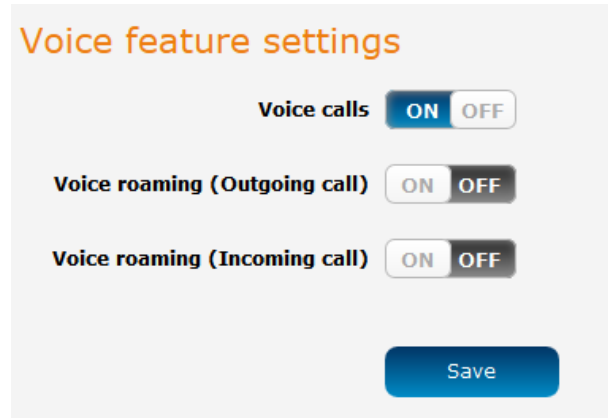 Voice feature settings
Voice calls ON OFF
Voice roaming (Outgoing call) ON OFF
Voice roaming (Incoming call) ON OFF
Save